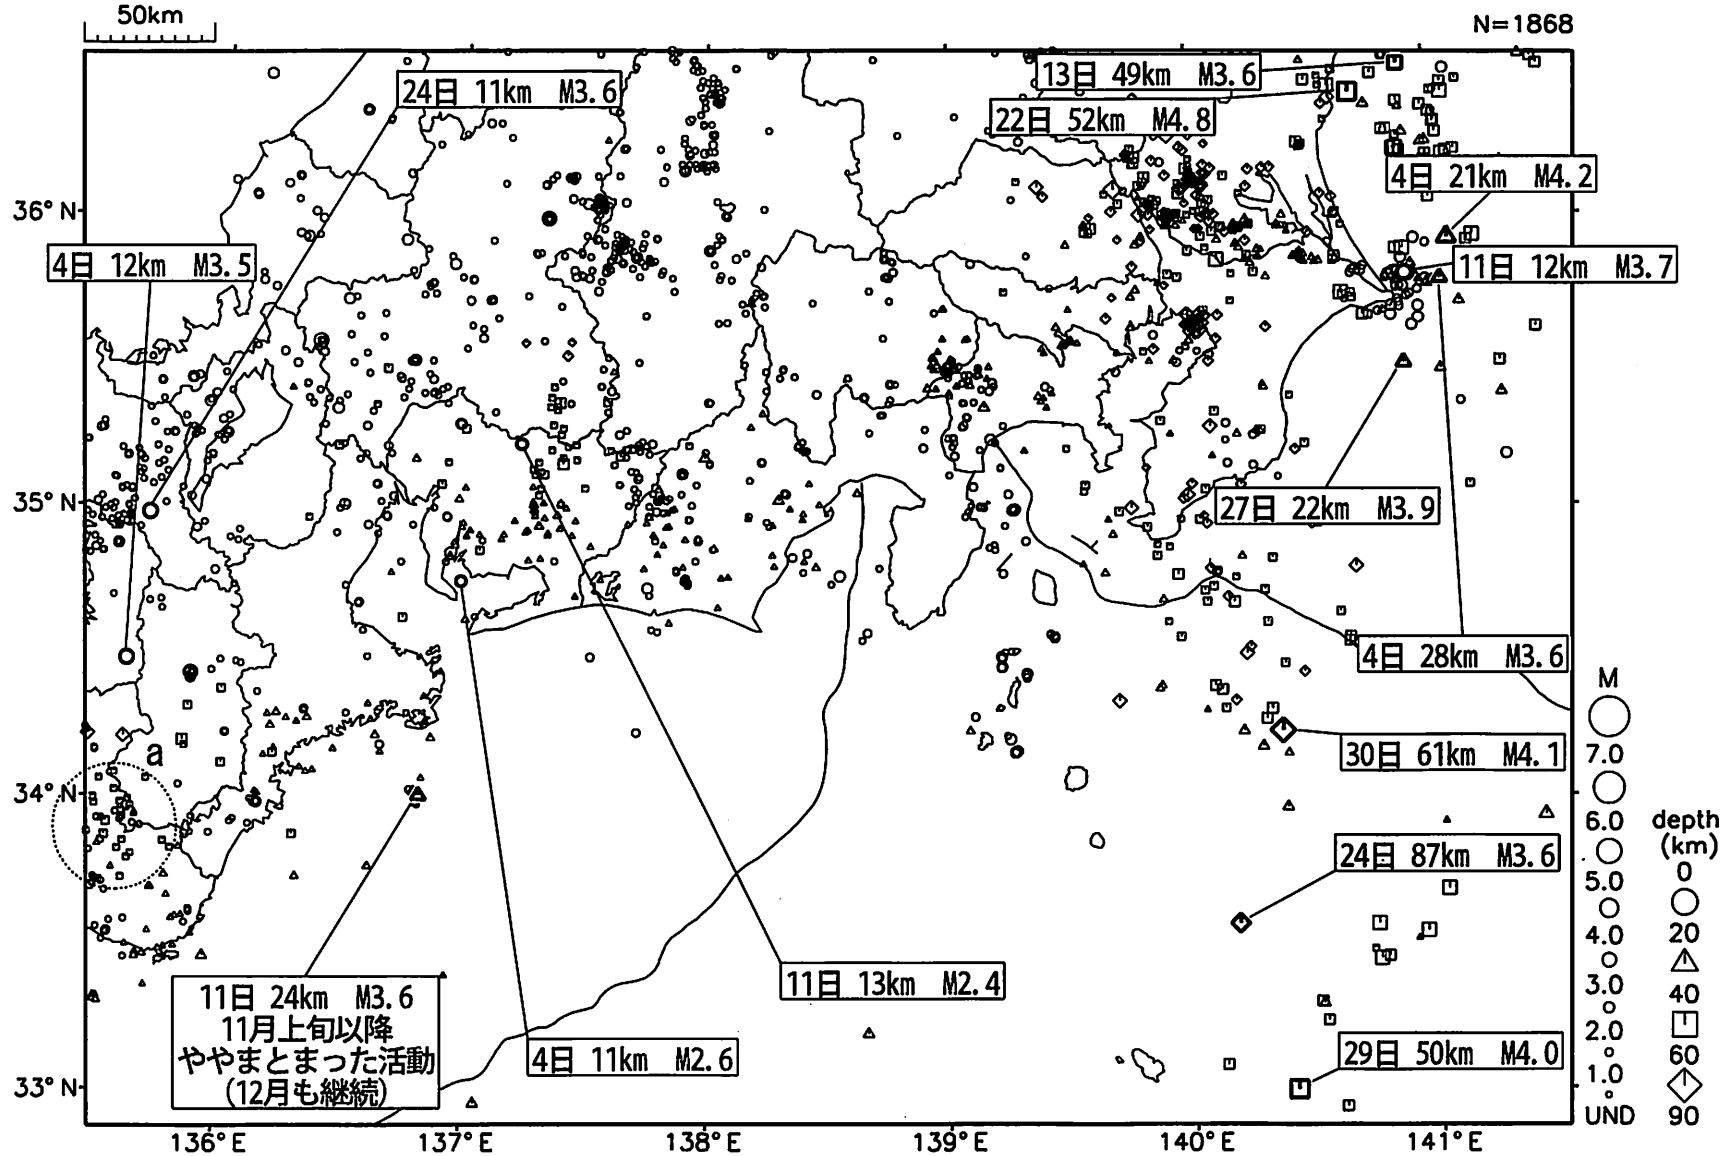 50km
N=1868
24日 11km M3.6
13日 49km M3.6
22日 52km M4.8
4日 21km M4.2
36°N
4日 12km M3.5
11日 12km M3.7
35°N
27日 22km M3.9
4日 28km M3.6
M
a
30日 61km M4.1
7.0
34°N
6.0
depth
(km)
24日 87km M3.6
0
5.0
20
4.0
11日 13km M2.4
40
3.0
11日 24km M3.6
11月上旬以降
ややまとまった活動
(12月も継続)
2.0
4日 11km M2.6
29日 50km M4.0
60
33°N
1.0
UND
90
136°E
137°E
138°E
139°E
140°E
141°E